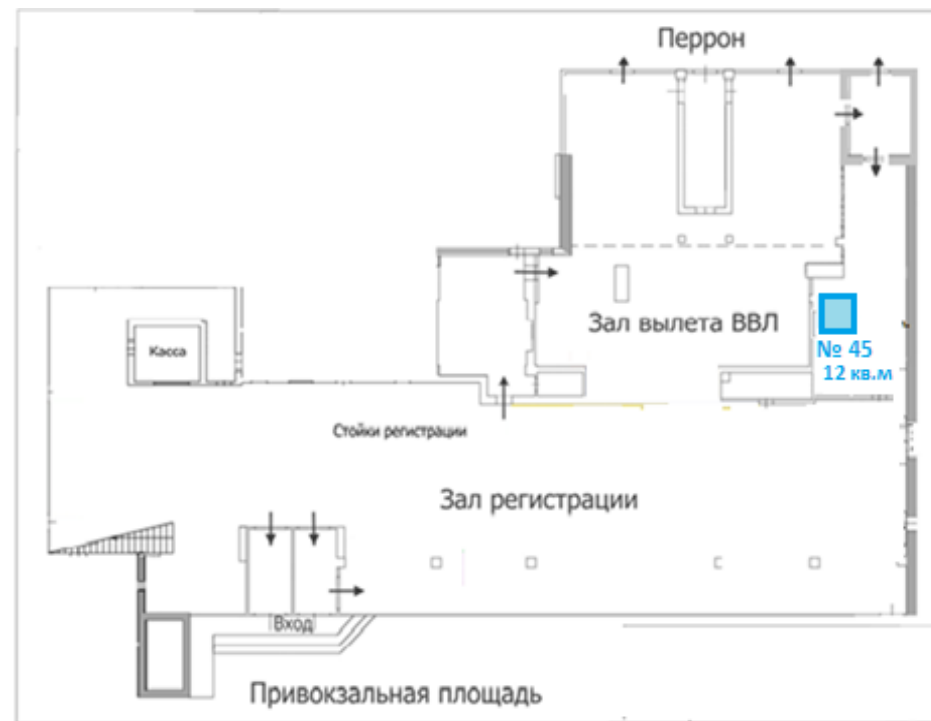 Перрон
Зал вылета ВВЛ
№ 45
12 кв.м
Касса
Стойки регистрации
Зал регистрации
Вход
Привокзальная площадь